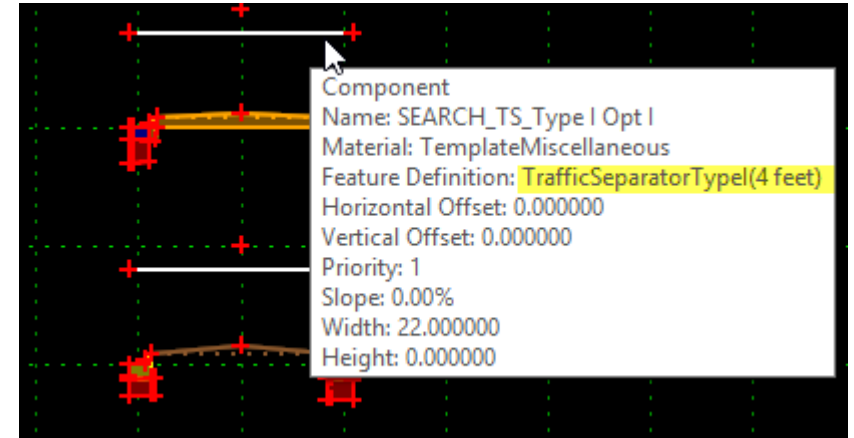 Component
Name: SEARCH_TS_Type I Opt I
Material: TemplateMiscellaneous
Feature Definition: TrafficSeparatorTypeI(4 feet)
Horizontal Offset: 0.000000
Vertical Offset: 0.000000
Priority: 1
Slope: 0.00%
Width: 22.000000
Height: 0.000000